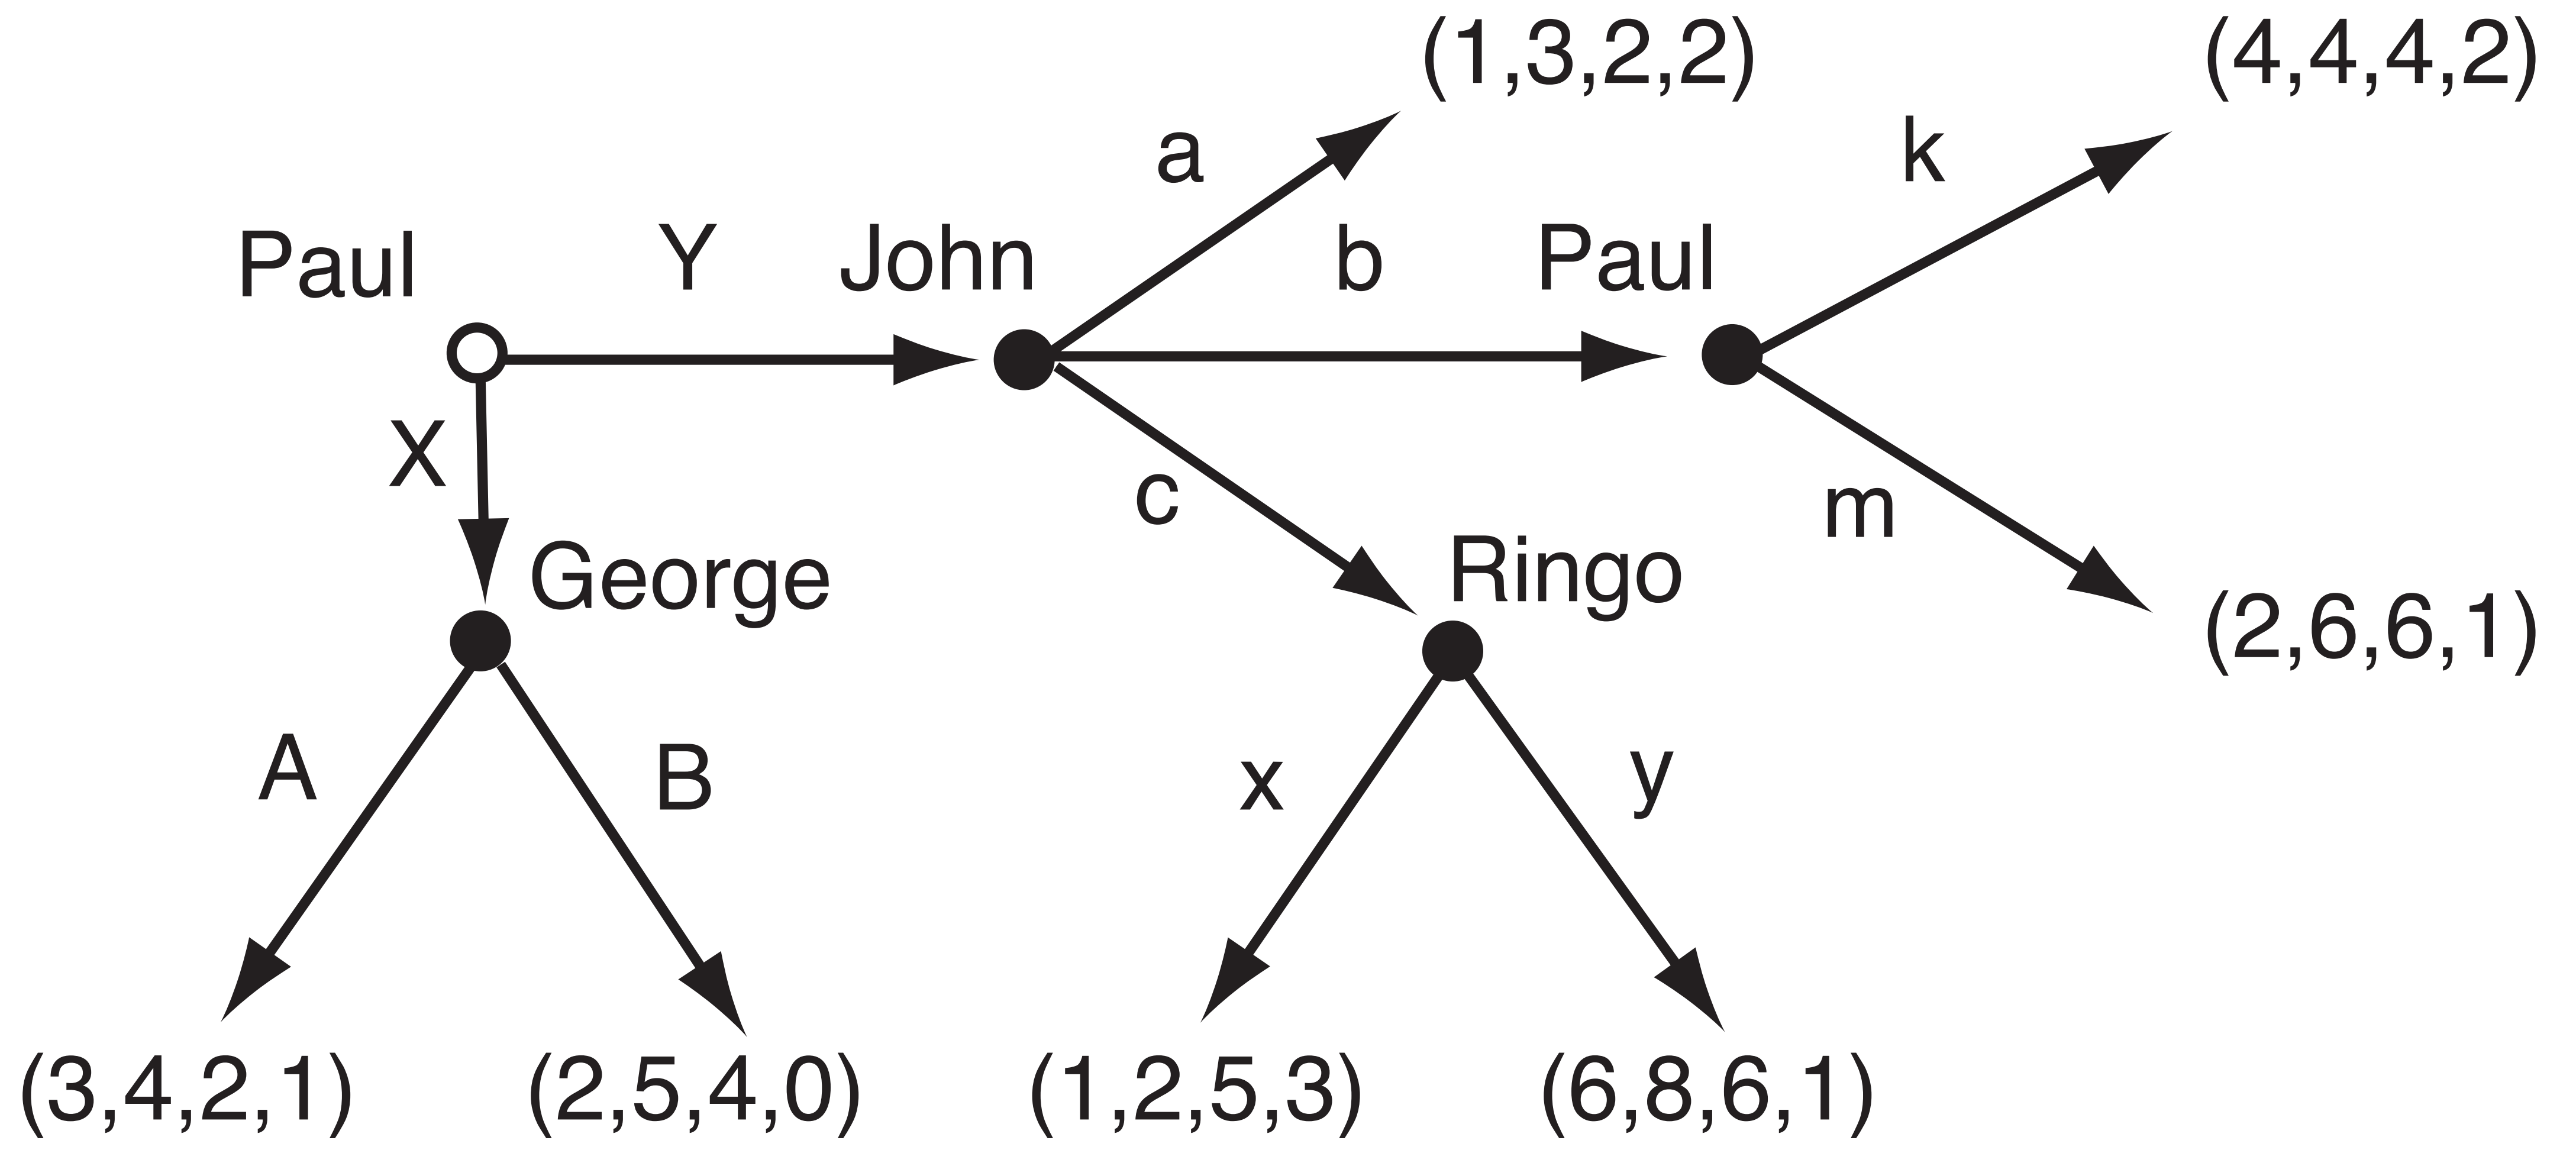 (1,3,2,2)
(4,4,4,2)
a
k
Paul
Y
John
b
Paul
X
c
m
George
Ringo
(2,6,6,1)
A
B
x
y
(3,4,2,1)
(2,5,4,0)
(1,2,5,3)
(6,8,6,1)